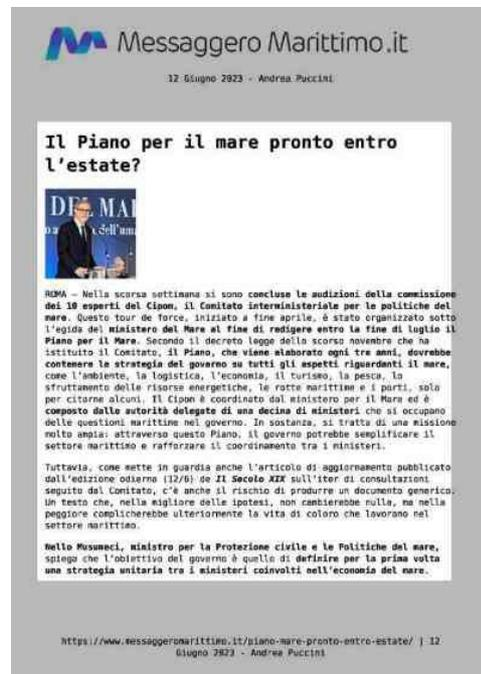 Messaggero Marittimo.it
12 Giugno 2023 - Andrea Puccini
Il Piano per il mare pronto entro
l'estate?
DEL MAR
dell'uma
ROMA – Nella scorsa settimana si sono concluse le audizioni della commissione
dei 10 esperti del Cipom, il Comitato interministeriale per le politiche del
mare. Questo tour de force, iniziato a fine aprile, è stato organizzato sotto
l'egida del ministero del Mare al fine di redigere entro la fine di luglio il
Piano per il Mare. Secondo il decreto legge dello scorso novembre che ha
istituito il Comitato, il Piano, che viene elaborato ogni tre anni, dovrebbe
contenere le strategia del governo su tutti gli aspetti riguardanti il mare,
come l'ambiente, la logistica, l'economia, il turismo, la pesca, lo
sfruttamento delle risorse energetiche, le rotte marittime e i porti, solo
per citarne alcuni. Il Cipom è coordinato dal ministero per il Mare ed è
composto dalle autorità delegate di una decina di ministeri che si occupano
delle questioni marittime nel governo. In sostanza, si tratta di una missione
molto ampia: attraverso questo Piano, il governo potrebbe semplificare il
settore marittimo e rafforzare il coordinamento tra i ministeri.
Tuttavia, come mette in guardia anche l'articolo di aggiornamento pubblicato
dall'edizione odierna (12/6) de Il Secolo XIX sull'iter di consultazioni
seguito dal Comitato, c'è anche il rischio di produrre un documento generico.
Un testo che, nella migliore delle ipotesi, non cambierebbe nulla, ma nella
peggiore complicherebbe ulteriormente la vita di coloro che lavorano nel
settore marittimo.
Nello Musumeci, ministro per la Protezione civile e le Politiche del mare,
spiega che l'obiettivo del governo è quello di definire per la prima volta
una strategia unitaria tra i ministeri coinvolti nell'economia del mare.
https://www.messaggeromarittimo.it/piano-mare-pronto-entro-estate/ | 12
Giugno 2023 - Andrea Puccini